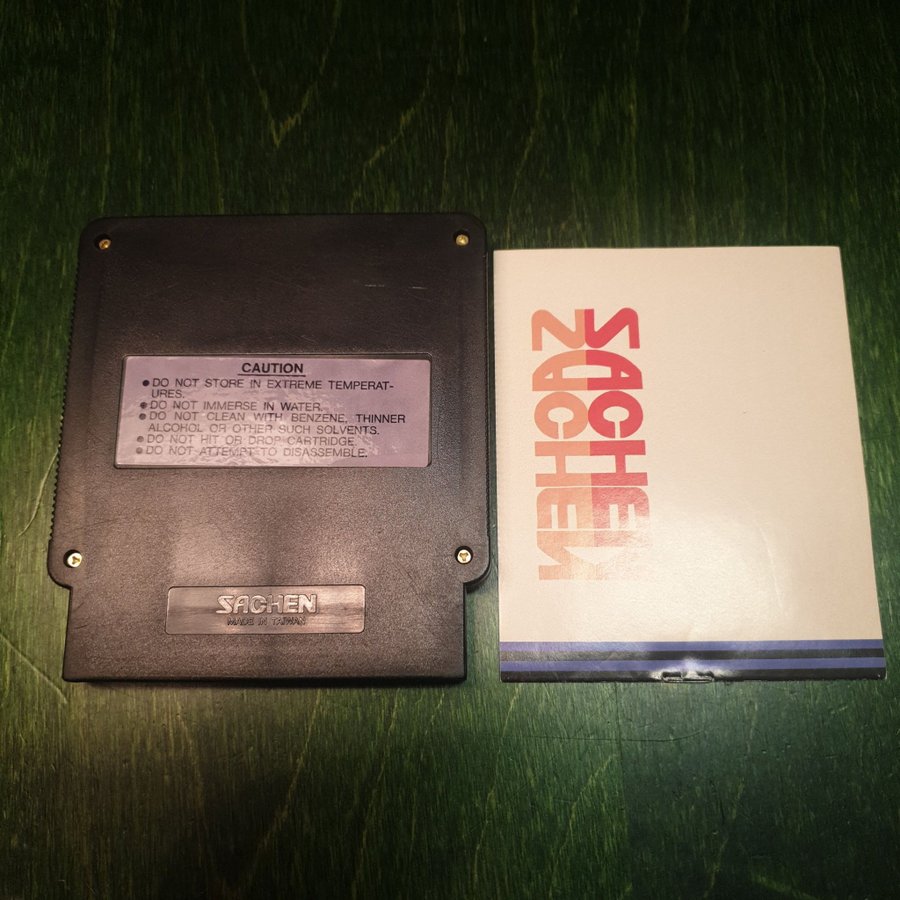 CAUTION
• DO NOT STORE IN EXTREME TEMPERAT-
URES.
• DO NOT IMMERSE IN WATER.
• DO NOT CLEAN WITH BENZENE, THINNER
ALCOHOL OR OTHER SUCH SOLVENTS.
• DO NOT HIT OR DROP CARTRIDGE.
• DO NOT ATTEMPT TO DISASSEMBLE.
SACHEN
MADE IN TAIWAN
SACHEN
SACHEN